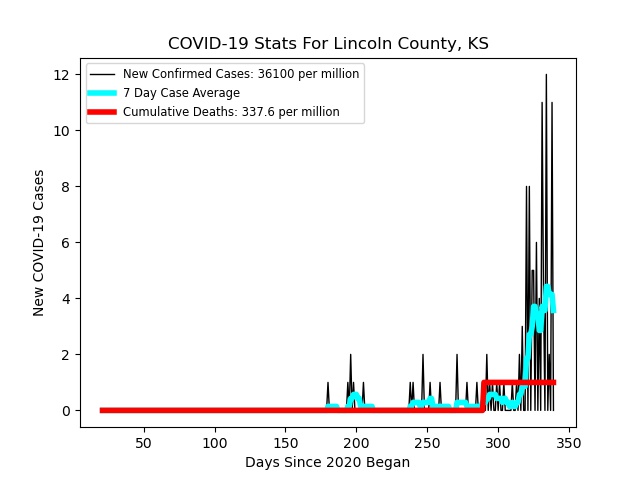 COVID-19 Stats For Lincoln County, KS
New Confirmed Cases: 36100 per million
7 Day Case Average
Cumulative Deaths: 337.6 per million
12
10
8
6
4
2
0
New COVID-19 Cases
50 100 150 200 250 300 350
Days Since 2020 Began